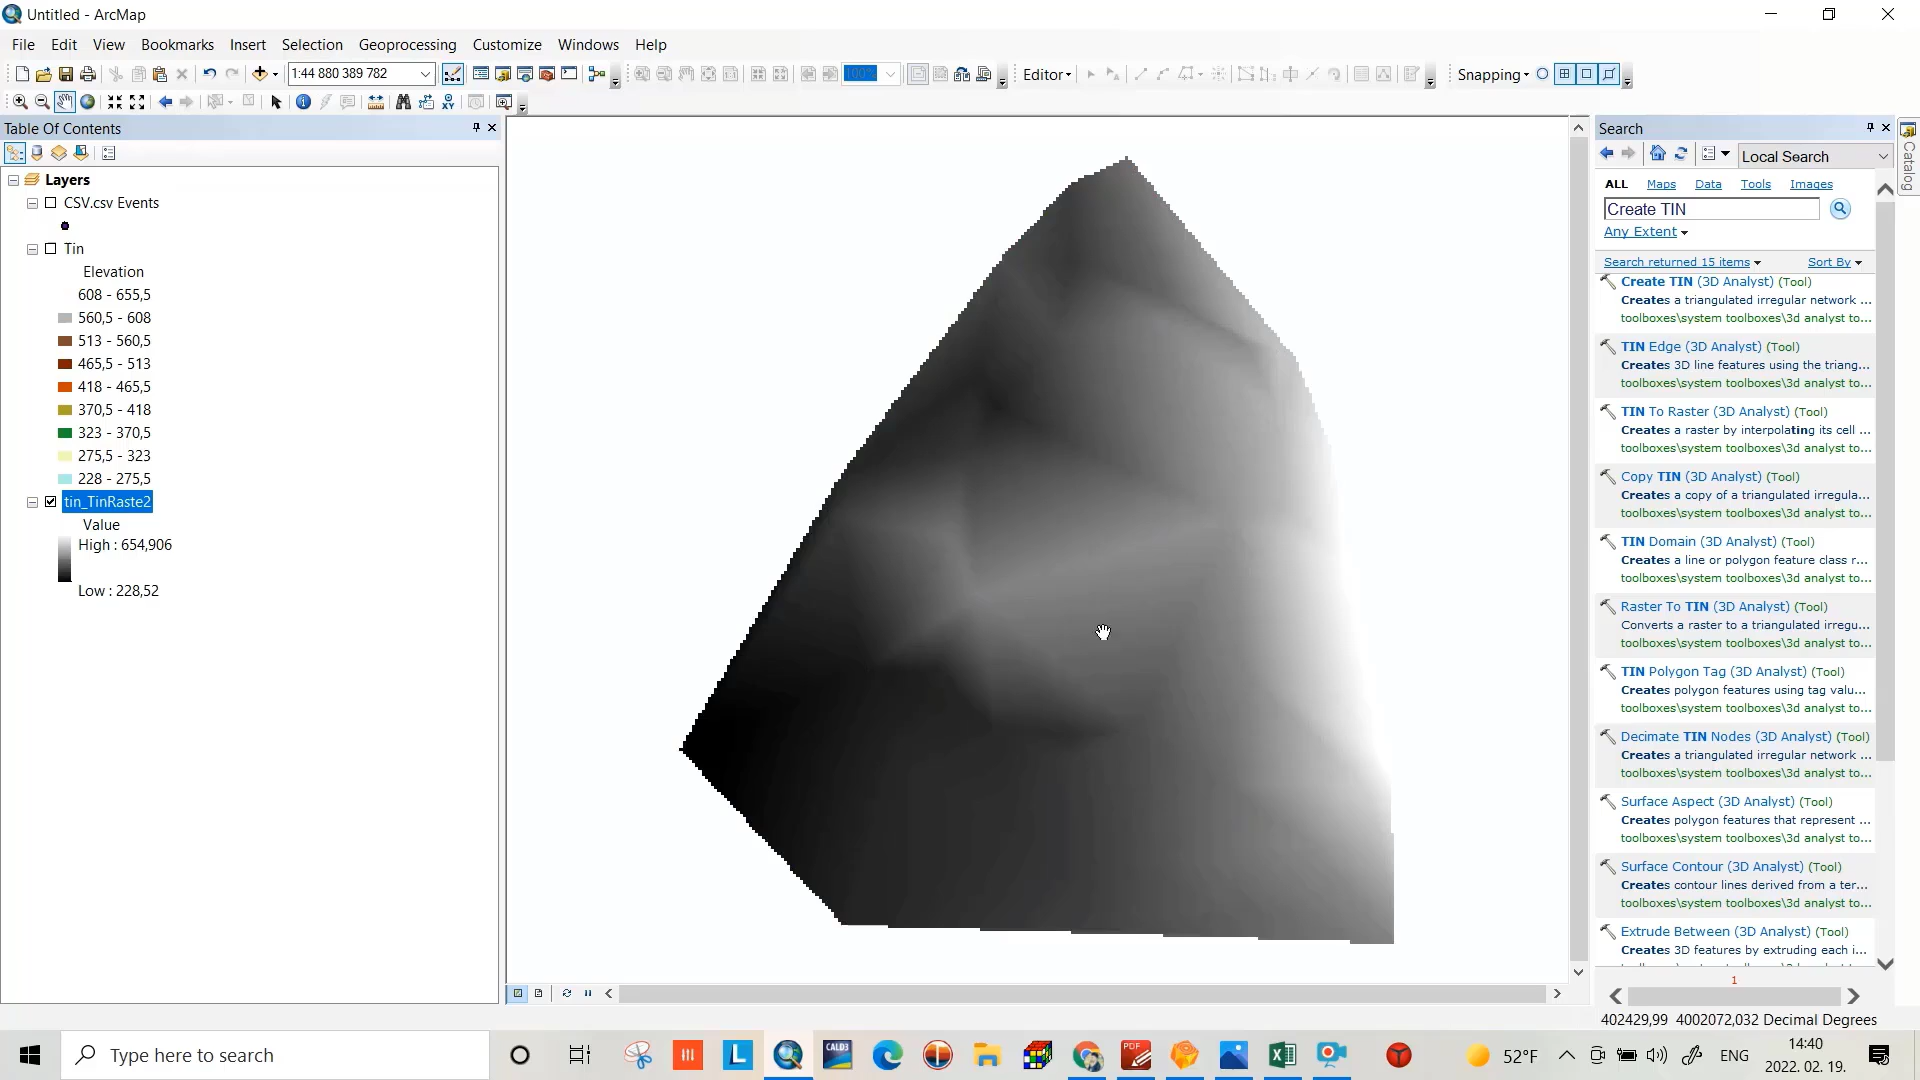 Untitled - ArcMap
File Edit View Bookmarks Insert Selection Geoprocessing Customize Windows Help
1:44 880 389 782 100% Editor Snapping
Table Of Contents
Layers
CSV.csv Events
Tin
Elevation
608 - 655,5
560,5 - 608
513 - 560,5
465,5 - 513
418 - 465,5
370,5 - 418
323 - 370,5
275,5 - 323
228 - 275,5
tin_TinRaste2
Value
High : 654,906
Low : 228,52
Search
Local Search
ALL Maps Data Tools Images
Create TIN
Any Extent
Search returned 15 items Sort By
Create TIN (3D Analyst) (Tool)
Creates a triangulated irregular network ...
toolboxes\system toolboxes\3d analyst to...
TIN Edge (3D Analyst) (Tool)
Creates 3D line features using the triang...
toolboxes\system toolboxes\3d analyst to...
TIN To Raster (3D Analyst) (Tool)
Creates a raster by interpolating its cell ...
toolboxes\system toolboxes\3d analyst to...
Copy TIN (3D Analyst) (Tool)
Creates a copy of a triangulated irregula...
toolboxes\system toolboxes\3d analyst to...
TIN Domain (3D Analyst) (Tool)
Creates a line or polygon feature class r...
toolboxes\system toolboxes\3d analyst to...
Raster To TIN (3D Analyst) (Tool)
Converts a raster to a triangulated irregu...
toolboxes\system toolboxes\3d analyst to...
TIN Polygon Tag (3D Analyst) (Tool)
Creates polygon features using tag valu...
toolboxes\system toolboxes\3d analyst to...
Decimate TIN Nodes (3D Analyst) (Tool)
Creates a triangulated irregular network ...
toolboxes\system toolboxes\3d analyst to...
Surface Aspect (3D Analyst) (Tool)
Creates polygon features that represent ...
toolboxes\system toolboxes\3d analyst to...
Surface Contour (3D Analyst) (Tool)
Creates contour lines derived from a ter...
toolboxes\system toolboxes\3d analyst to...
Extrude Between (3D Analyst) (Tool)
Creates 3D features by extruding each i...
1
Catalog
402429,99 4002072,032 Decimal Degrees
Type here to search
CALD3
PDF
52°F
ENG
14:40
2022. 02. 19.